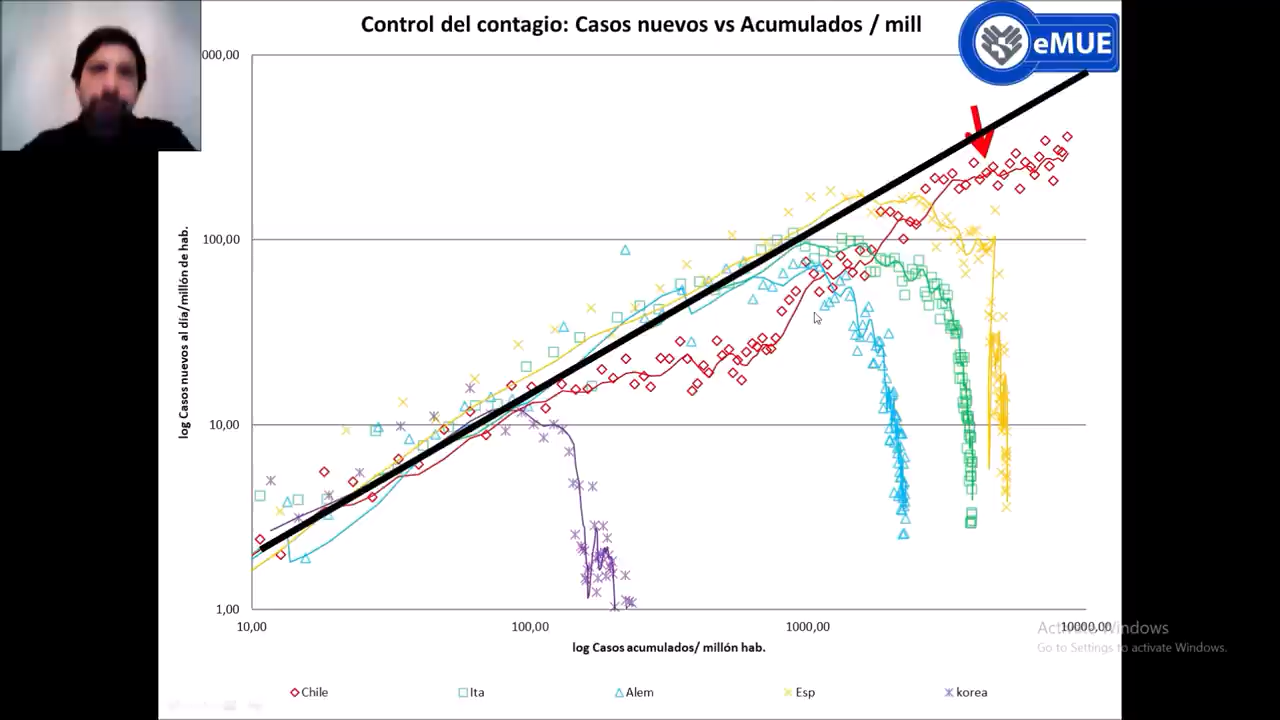 Control del contagio: Casos nuevos vs Acumulados / mill
eMUE
000,00
100,00
10,00
1,00
log Casos nuevos al día/millón de hab.
10,00
100,00
1000,00
10000,00
log Casos acumulados/ millón hab.
Activate Windows
Go to Settings to activate Windows.
Chile
Ita
Alem
Esp
korea